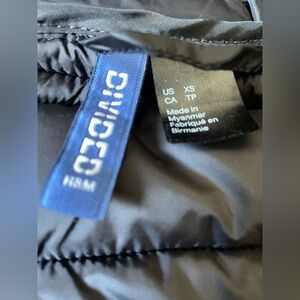 DIVIDED
H&M
US XS
CA TP
Made in
Myanmar
Fabriqué en
Birmanie